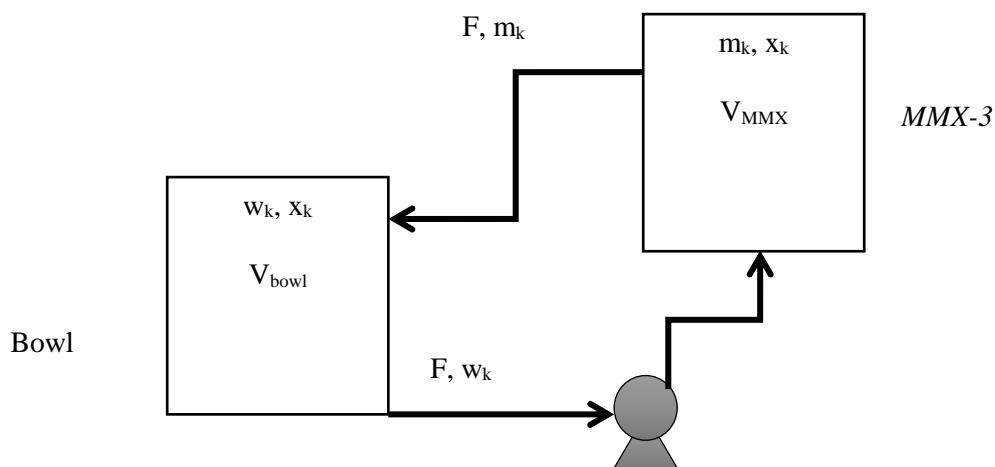 F, mk
mk, xk
VMMX
MMX-3
wk, xk
Vbowl
Bowl
F, wk